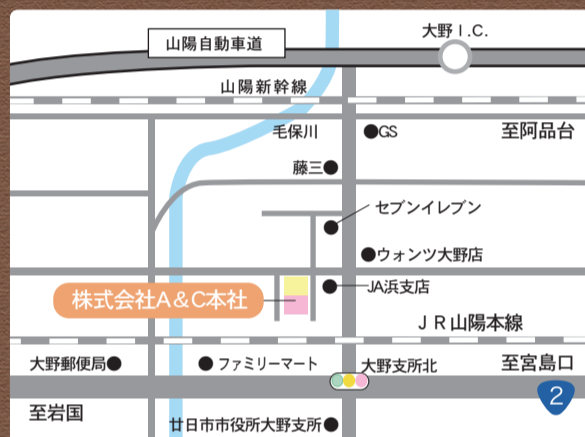 大野 I.C.
山陽自動車道
山陽新幹線
毛保川
GS
至阿品台
藤三
セブンイレブン
ウォンツ大野店
JA浜支店
株式会社A&C本社
JR山陽本線
大野郵便局
ファミリーマート
大野支所北
至宮島口
2
至岩国
廿日市市役所大野支所